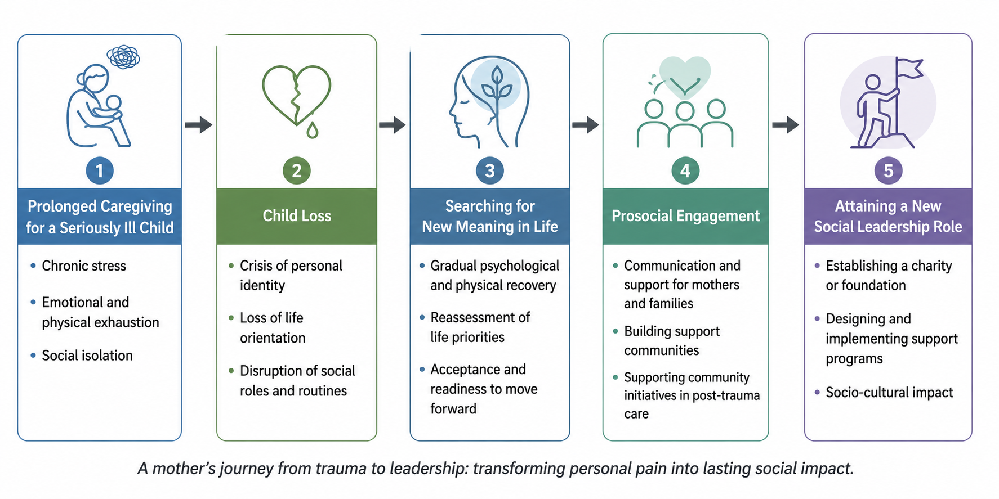 1
Prolonged Caregiving
for a Seriously Ill Child
• Chronic stress
• Emotional and
physical exhaustion
• Social isolation
2
Child Loss
• Crisis of personal
identity
• Loss of life
orientation
• Disruption of social
roles and routines
3
Searching for
New Meaning in Life
• Gradual psychological
and physical recovery
• Reassessment of
life priorities
• Acceptance and
readiness to move
forward
4
Prosocial Engagement
• Communication and
support for mothers
and families
• Building support
communities
• Supporting community
initiatives in post-trauma
care
5
Attaining a New
Social Leadership Role
• Establishing a charity
or foundation
• Designing and
implementing support
programs
• Socio-cultural impact
A mother’s journey from trauma to leadership: transforming personal pain into lasting social impact.